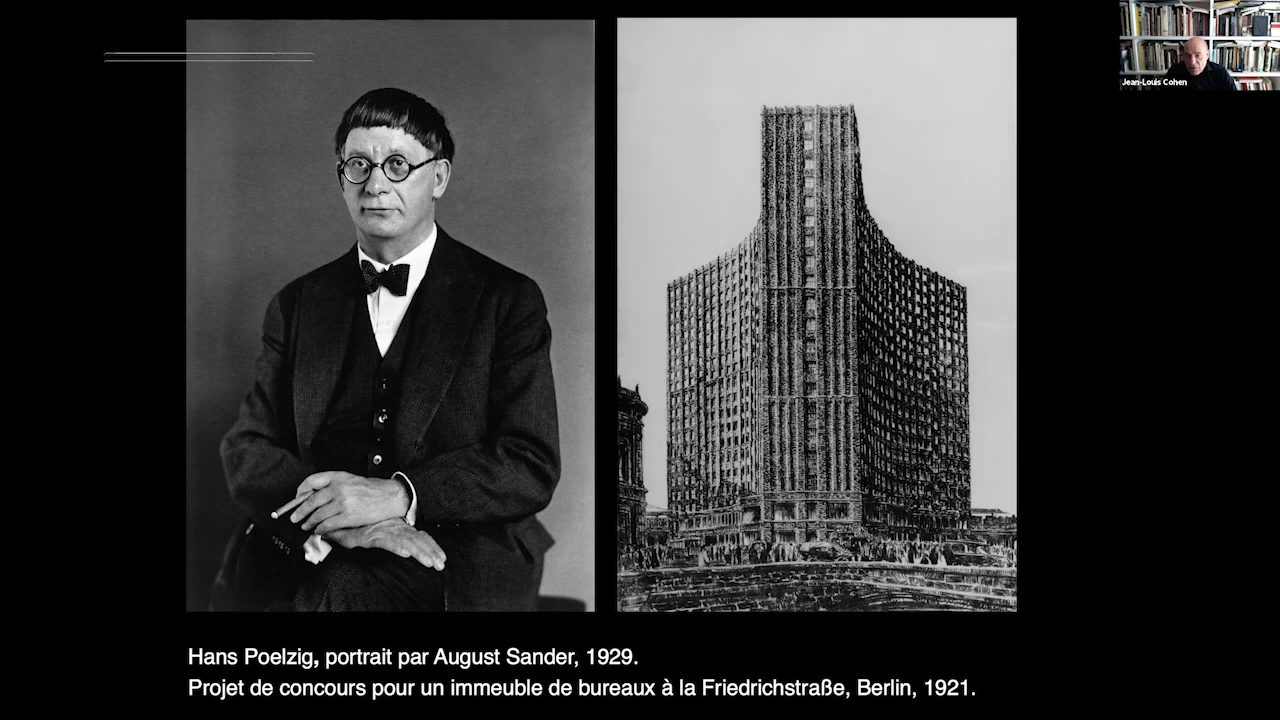 Jean-Louis Cohen
Hans Poelzig, portrait par August Sander, 1929.
Projet de concours pour un immeuble de bureaux à la Friedrichstraße, Berlin, 1921.